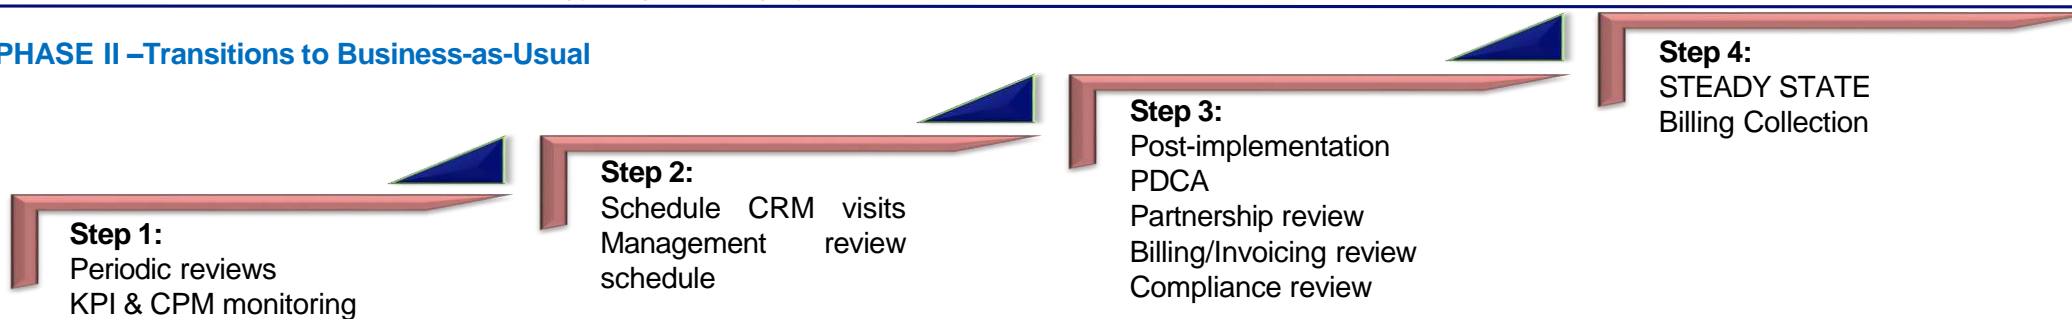 PHASE II –Transitions to Business-as-Usual
Step 1:
Periodic reviews
KPI & CPM monitoring
Step 2:
Schedule CRM visits
Management review
schedule
Step 3:
Post-implementation
PDCA
Partnership review
Billing/Invoicing review
Compliance review
Step 4:
STEADY STATE
Billing Collection